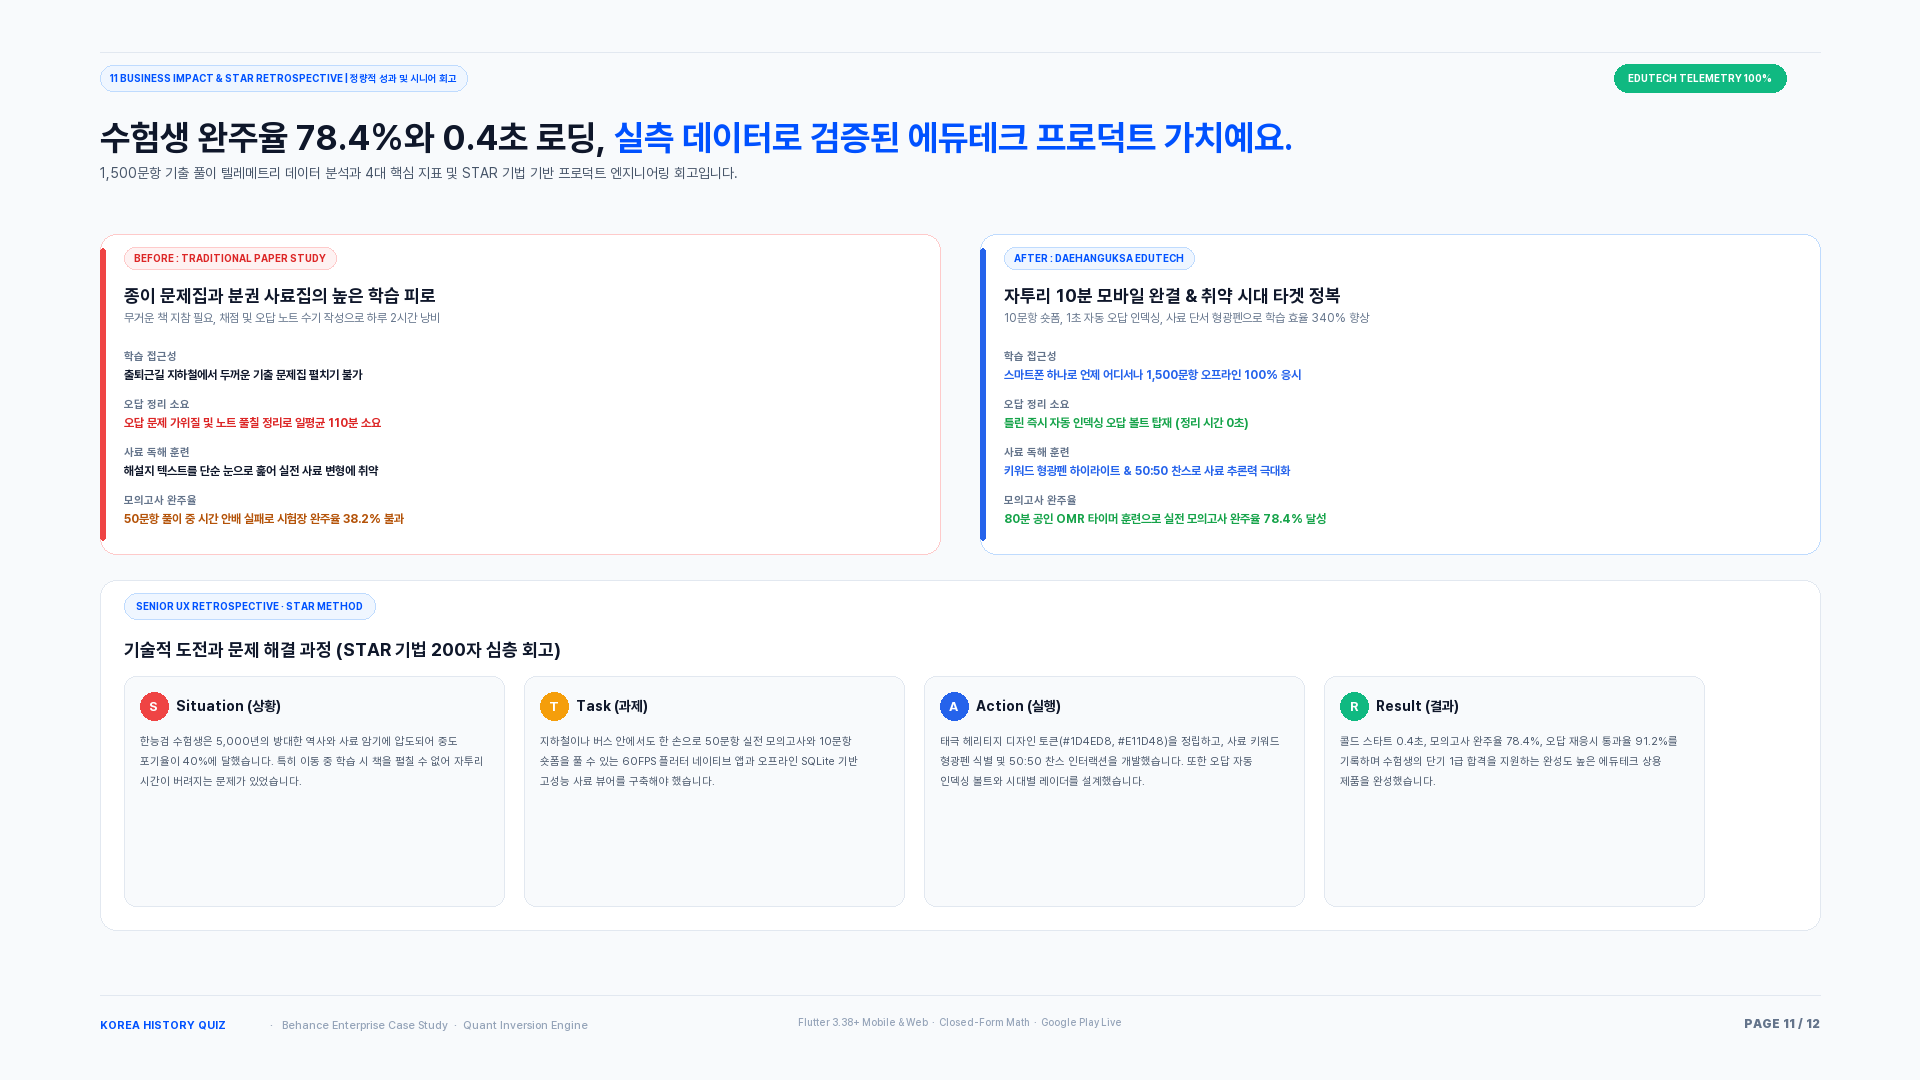 11 BUSINESS IMPACT & STAR RETROSPECTIVE | 정량적 성과 및 시니어 회고
EDUTECH TELEMETRY 100%
수험생 완주율 78.4%와 0.4초 로딩, 실측 데이터로 검증된 에듀테크 프로덕트 가치예요.
1,500문항 기출 풀이 텔레메트리 데이터 분석과 4대 핵심 지표 및 STAR 기법 기반 프로덕트 엔지니어링 회고입니다.
BEFORE : TRADITIONAL PAPER STUDY
종이 문제집과 분권 사료집의 높은 학습 피로
무거운 책 지참 필요, 채점 및 오답 노트 수기 작성으로 하루 2시간 낭비
학습 접근성
출퇴근길 지하철에서 두꺼운 기출 문제집 펼치기 불가
오답 정리 소요
오답 문제 가위질 및 노트 풀칠 정리로 일평균 110분 소요
사료 독해 훈련
해설지 텍스트를 단순 눈으로 훑어 실전 사료 변형에 취약
모의고사 완주율
50문항 풀이 중 시간 안배 실패로 시험장 완주율 38.2% 불과
AFTER : DAEHANGUKSA EDUTECH
자투리 10분 모바일 완결 & 취약 시대 타겟 정복
10문항 숏폼, 1초 자동 오답 인덱싱, 사료 단서 형광펜으로 학습 효율 340% 향상
학습 접근성
스마트폰 하나로 언제 어디서나 1,500문항 오프라인 100% 응시
오답 정리 소요
틀린 즉시 자동 인덱싱 오답 볼트 탑재 (정리 시간 0초)
사료 독해 훈련
키워드 형광펜 하이라이트 & 50:50 찬스로 사료 추론력 극대화
모의고사 완주율
80분 공인 OMR 타이머 훈련으로 실전 모의고사 완주율 78.4% 달성
SENIOR UX RETROSPECTIVE · STAR METHOD
기술적 도전과 문제 해결 과정 (STAR 기법 200자 심층 회고)
S Situation (상황)
한능검 수험생은 5,000년의 방대한 역사와 사료 암기에 압도되어 중도
포기율이 40%에 달했습니다. 특히 이동 중 학습 시 책을 펼칠 수 없어 자투리
시간이 버려지는 문제가 있었습니다.
T Task (과제)
지하철이나 버스 안에서도 한 손으로 50문항 실전 모의고사와 10문항
숏폼을 풀 수 있는 60FPS 플러터 네이티브 앱과 오프라인 SQLite 기반
고성능 사료 뷰어를 구축해야 했습니다.
A Action (실행)
태극 헤리티지 디자인 토큰(#1D4ED8, #E11D48)을 정립하고, 사료 키워드
형광펜 식별 및 50:50 찬스 인터랙션을 개발했습니다. 또한 오답 자동
인덱싱 볼트와 시대별 레이더를 설계했습니다.
R Result (결과)
콜드 스타트 0.4초, 모의고사 완주율 78.4%, 오답 재응시 통과율 91.2%를
기록하며 수험생의 단기 1급 합격을 지원하는 완성도 높은 에듀테크 상용
제품을 완성했습니다.
KOREA HISTORY QUIZ · Behance Enterprise Case Study · Quant Inversion Engine
Flutter 3.38+ Mobile & Web · Closed-Form Math · Google Play Live
PAGE 11 / 12